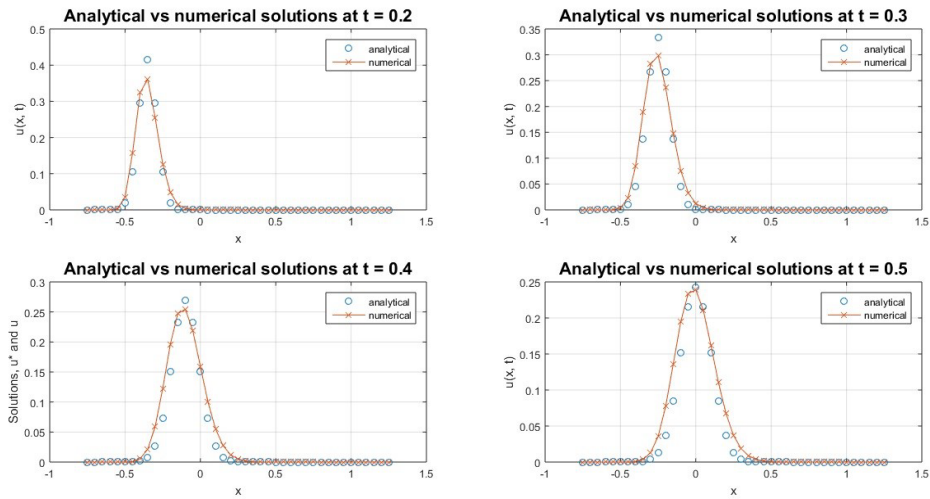 Analytical vs numerical solutions at t = 0.2
0.5
0.4
0.3
0.2
0.1
0
u(x, t)
analytical
numerical
-1 -0.5 0 0.5 1 1.5
x
Analytical vs numerical solutions at t = 0.3
0.35
0.3
0.25
0.2
0.15
0.1
0.05
0
u(x, t)
analytical
numerical
-1 -0.5 0 0.5 1 1.5
x
Analytical vs numerical solutions at t = 0.4
0.3
0.25
0.2
0.15
0.1
0.05
0
Solutions, u* and u
analytical
numerical
-1 -0.5 0 0.5 1 1.5
x
Analytical vs numerical solutions at t = 0.5
0.25
0.2
0.15
0.1
0.05
0
u(x, t)
analytical
numerical
-1 -0.5 0 0.5 1 1.5
x